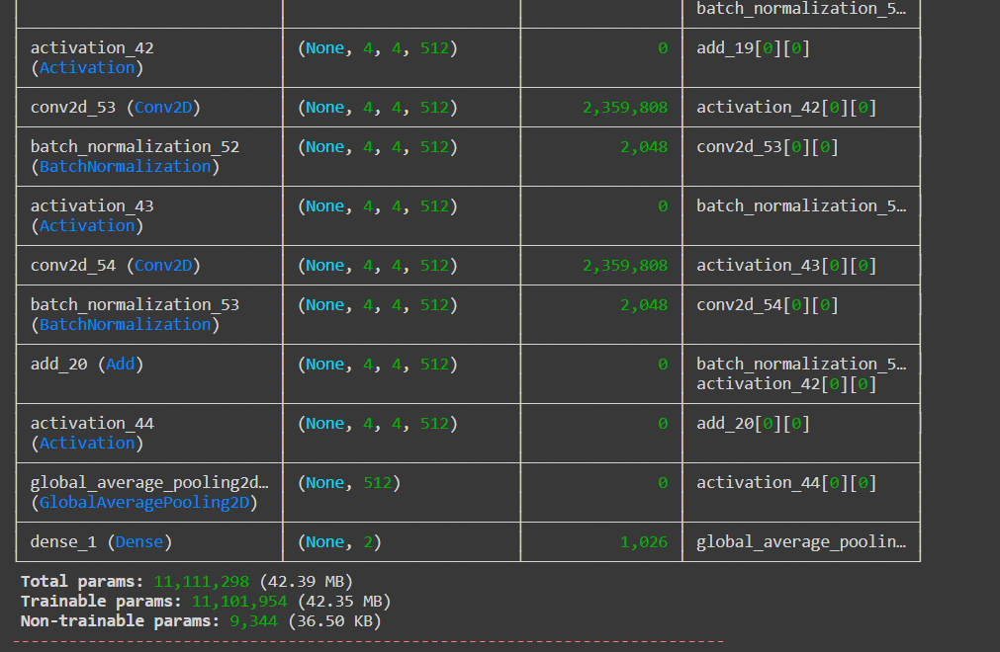 batch_normalization_5…
activation_42 (None, 4, 4, 512) 0 add_19[0][0]
(Activation)
conv2d_53 (Conv2D) (None, 4, 4, 512) 2,359,808 activation_42[0][0]
batch_normalization_52 (None, 4, 4, 512) 2,048 conv2d_53[0][0]
(BatchNormalization)
activation_43 (None, 4, 4, 512) 0 batch_normalization_5…
(Activation)
conv2d_54 (Conv2D) (None, 4, 4, 512) 2,359,808 activation_43[0][0]
batch_normalization_53 (None, 4, 4, 512) 2,048 conv2d_54[0][0]
(BatchNormalization)
add_20 (Add) (None, 4, 4, 512) 0 batch_normalization_5…
activation_42[0][0]
activation_44 (None, 4, 4, 512) 0 add_20[0][0]
(Activation)
global_average_pooling2d… (None, 512) 0 activation_44[0][0]
(GlobalAveragePooling2D)
dense_1 (Dense) (None, 2) 1,026 global_average_poolin…
Total params: 11,111,298 (42.39 MB)
Trainable params: 11,101,954 (42.35 MB)
Non-trainable params: 9,344 (36.50 KB)